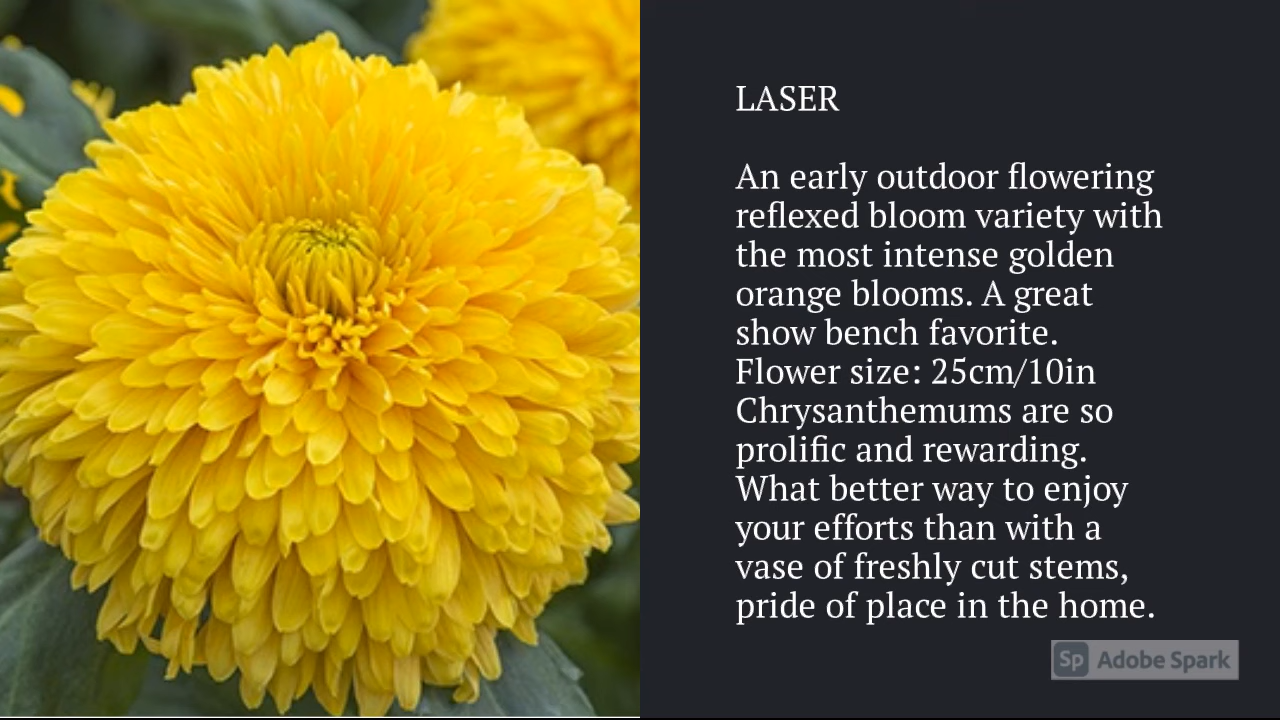 LASER
An early outdoor flowering
reflexed bloom variety with
the most intense golden
orange blooms. A great
show bench favorite.
Flower size: 25cm/10in
Chrysanthemums are so
prolific and rewarding.
What better way to enjoy
your efforts than with a
vase of freshly cut stems,
pride of place in the home.
Sp Adobe Spark